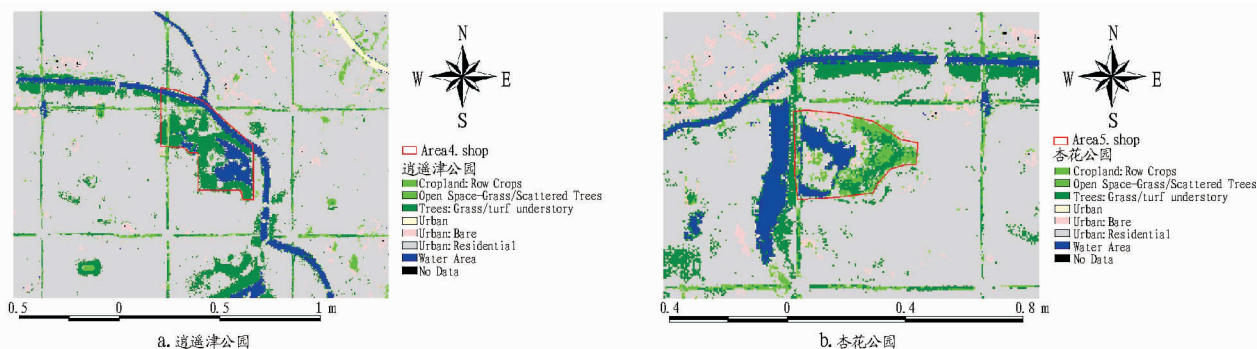 N
W E
S
Area4. shop
逍遥津公园
Cropland:Row Crops
Open Space-Grass/Scattered Trees
Trees:Grass/turf understory
Urban
Urban:Bare
Urban:Residential
Water Area
No Data
0.5 0 0.5 1 m
a.逍遥津公园
N
W E
S
Area5. shop
杏花公园
Cropland:Row Crops
Open Space-Grass/Scattered Trees
Trees:Grass/turf understory
Urban
Urban:Bare
Urban:Residential
Water Area
No Data
0.4 0 0.4 0.8 m
b.杏花公园